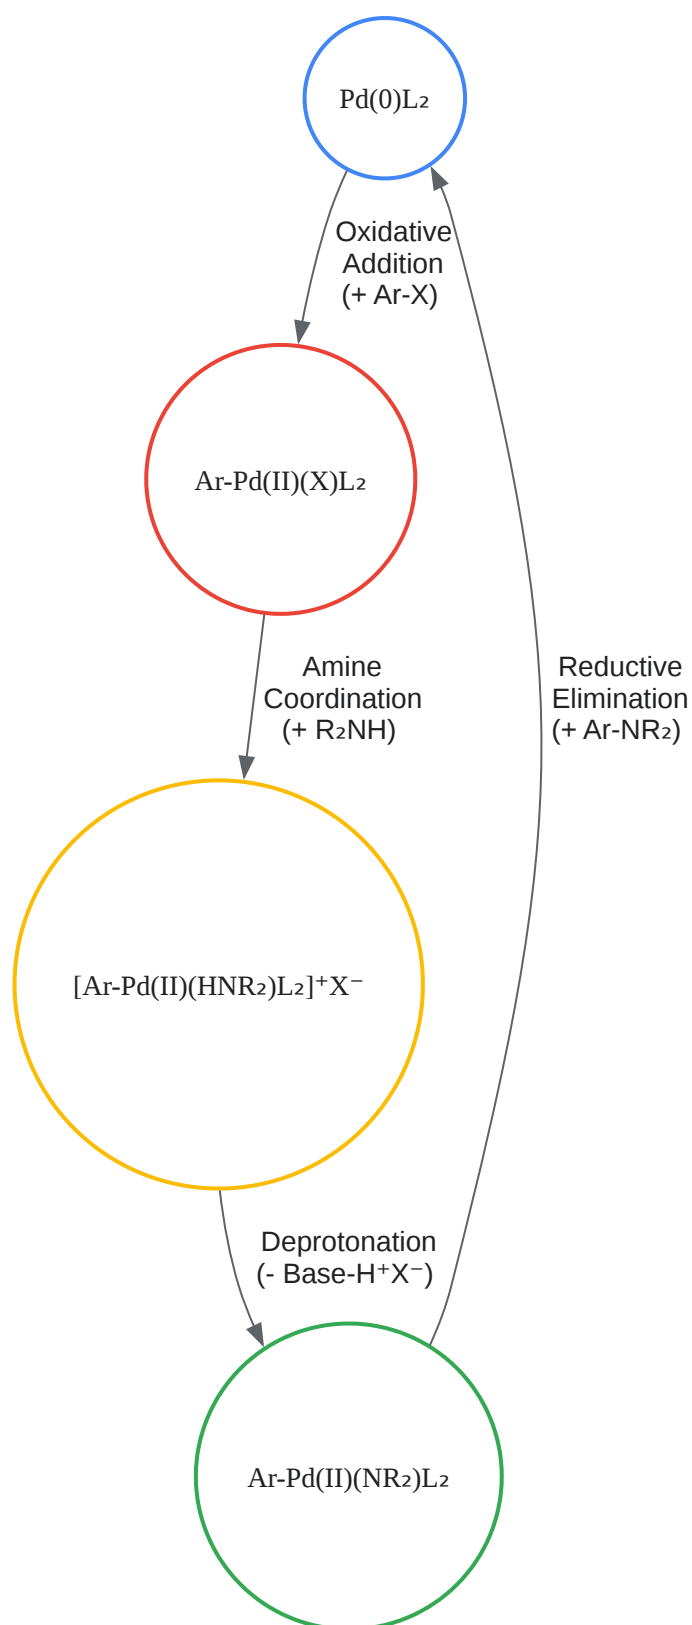 Pd(0)L₂
Oxidative
Addition
(+ Ar-X)
Ar-Pd(II)(X)L₂
Amine
Coordination
(+ R₂NH)
Reductive
Elimination
(+ Ar-NR₂)
[Ar-Pd(II)(HNR₂)L₂]⁺X⁻
Deprotonation
(- Base-H⁺X⁻)
Ar-Pd(II)(NR₂)L₂